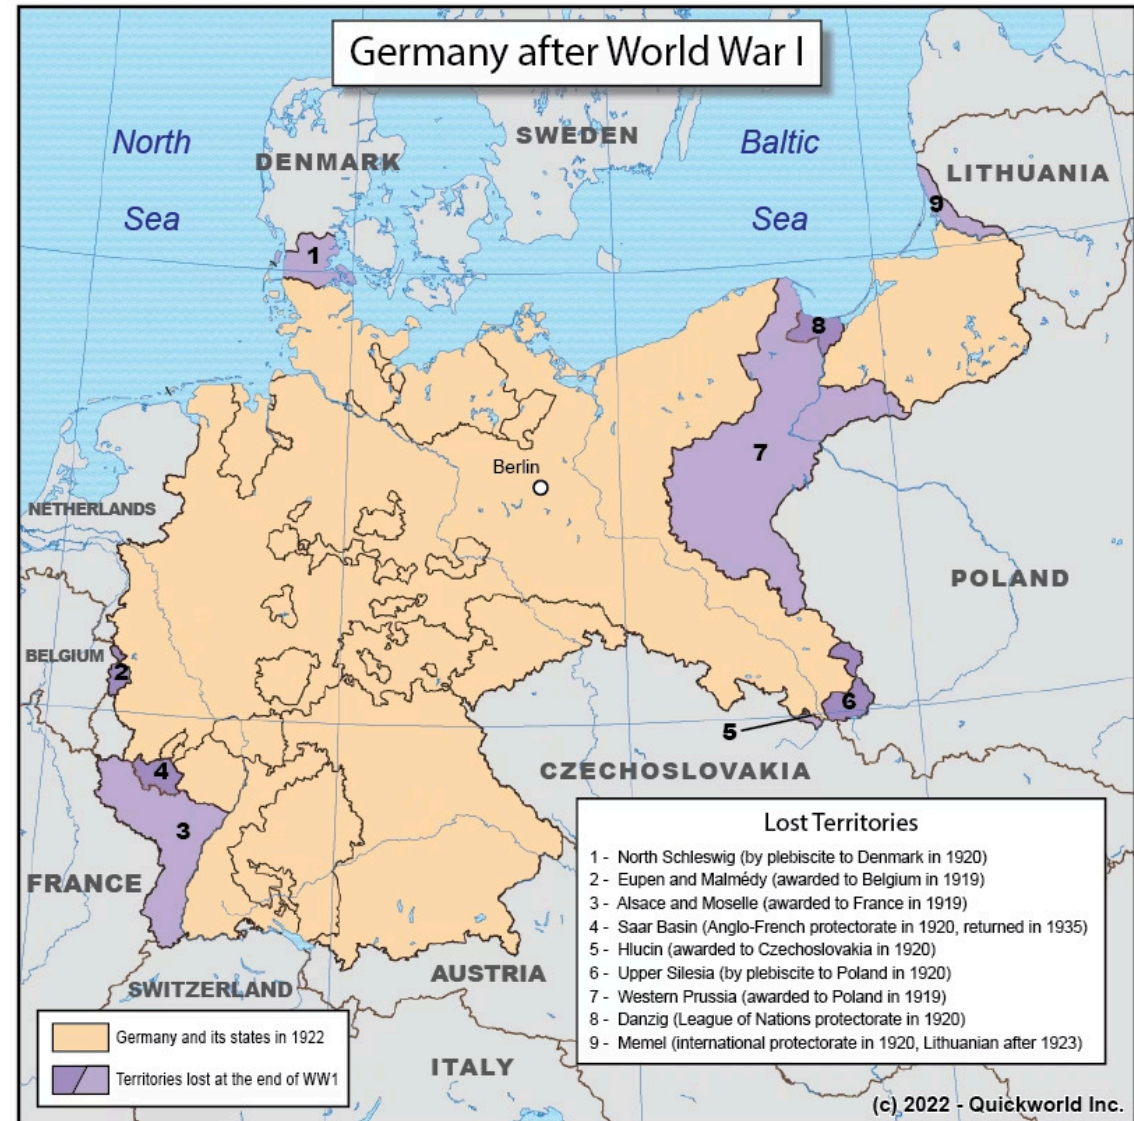 Germany after World War I
North
Sea
DENMARK
SWEDEN
Baltic
Sea
LITHUANIA
9
1
8
7
Berlin
NETHERLANDS
POLAND
BELGIUM
2
6
5
4
CZECHOSLOVAKIA
3
FRANCE
AUSTRIA
SWITZERLAND
ITALY
Lost Territories
1 - North Schleswig (by plebiscite to Denmark in 1920)
2 - Eupen and Malmédy (awarded to Belgium in 1919)
3 - Alsace and Moselle (awarded to France in 1919)
4 - Saar Basin (Anglo-French protectorate in 1920, returned in 1935)
5 - Hlucin (awarded to Czechoslovakia in 1920)
6 - Upper Silesia (by plebiscite to Poland in 1920)
7 - Western Prussia (awarded to Poland in 1919)
8 - Danzig (League of Nations protectorate in 1920)
9 - Memel (international protectorate in 1920, Lithuanian after 1923)
Germany and its states in 1922
Territories lost at the end of WW1
(c) 2022 - Quickworld Inc.